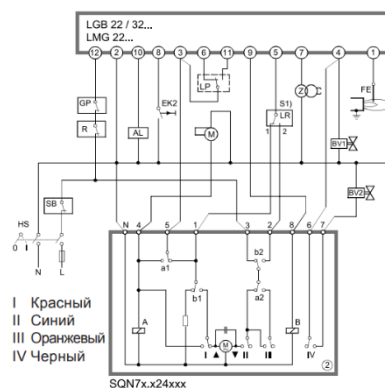 LGB 22 / 32...
LMG 22...
12 2 10 8 3 6 11 9 5 7 4 1
GP
R
AL
EK2
LP
M
S1)
LR
1 2
Z
BV1
FE
SB
BV2
HS
0 I
N L
N 4 5 1 3 2 8 6 7
a1
b2
b1
a2
A
B
I
M
II
III
IV
2
I Красный
II Синий
III Оранжевый
IV Черный
SQN7x.x24xxx